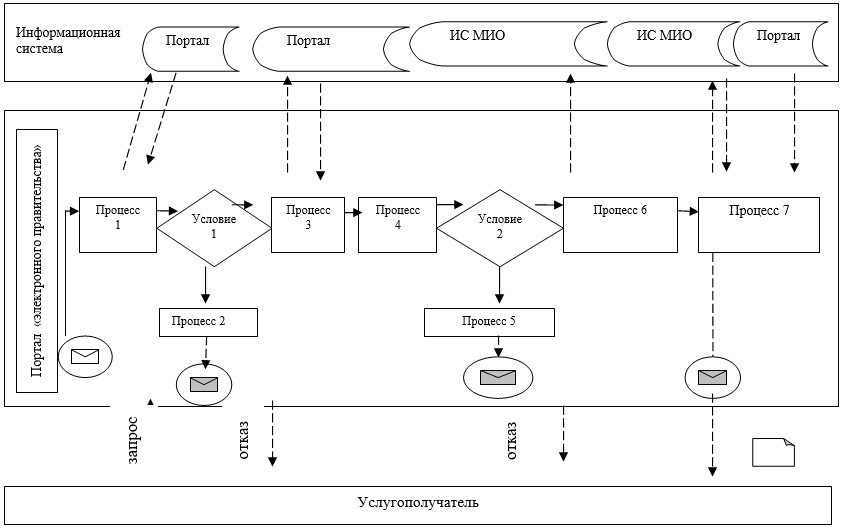 Информационная
система
Портал
Портал
ИС МИО
ИС МИО
Портал
Портал «электронного правительства»
Процесс
1
Условие
1
Процесс
3
Процесс
4
Условие
2
Процесс 6
Процесс 7
Процесс 2
Процесс 5
запрос
отказ
отказ
Услугополучатель